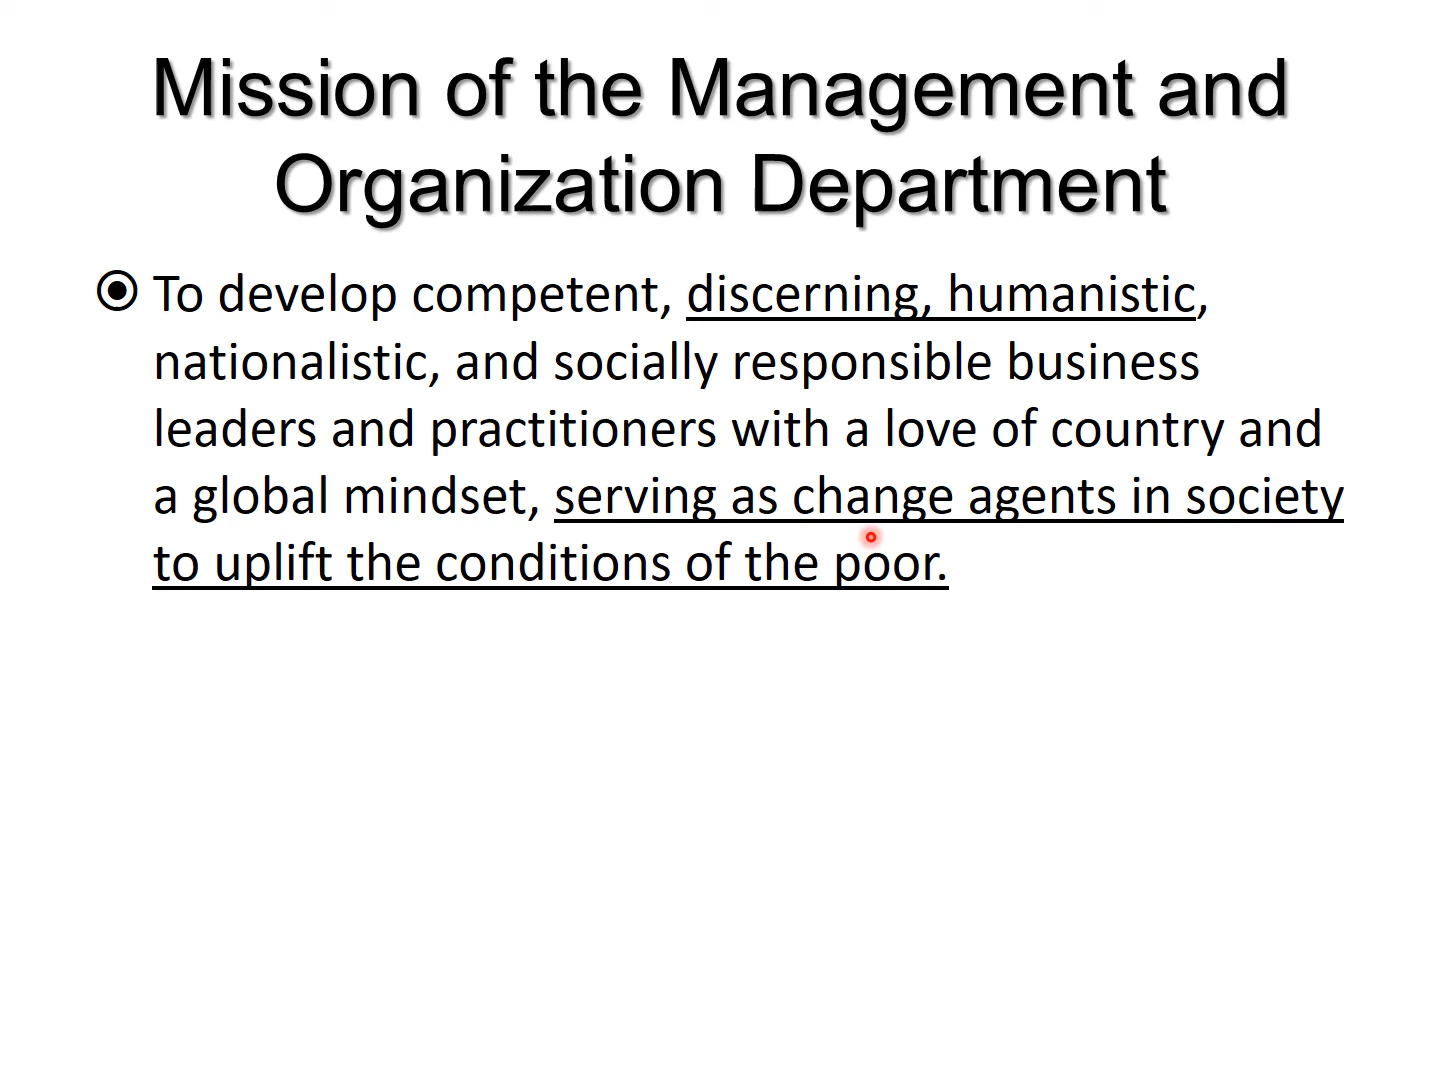 Mission of the Management and
Organization Department
To develop competent, discerning, humanistic,
nationalistic, and socially responsible business
leaders and practitioners with a love of country and
a global mindset, serving as change agents in society
to uplift the conditions of the poor.